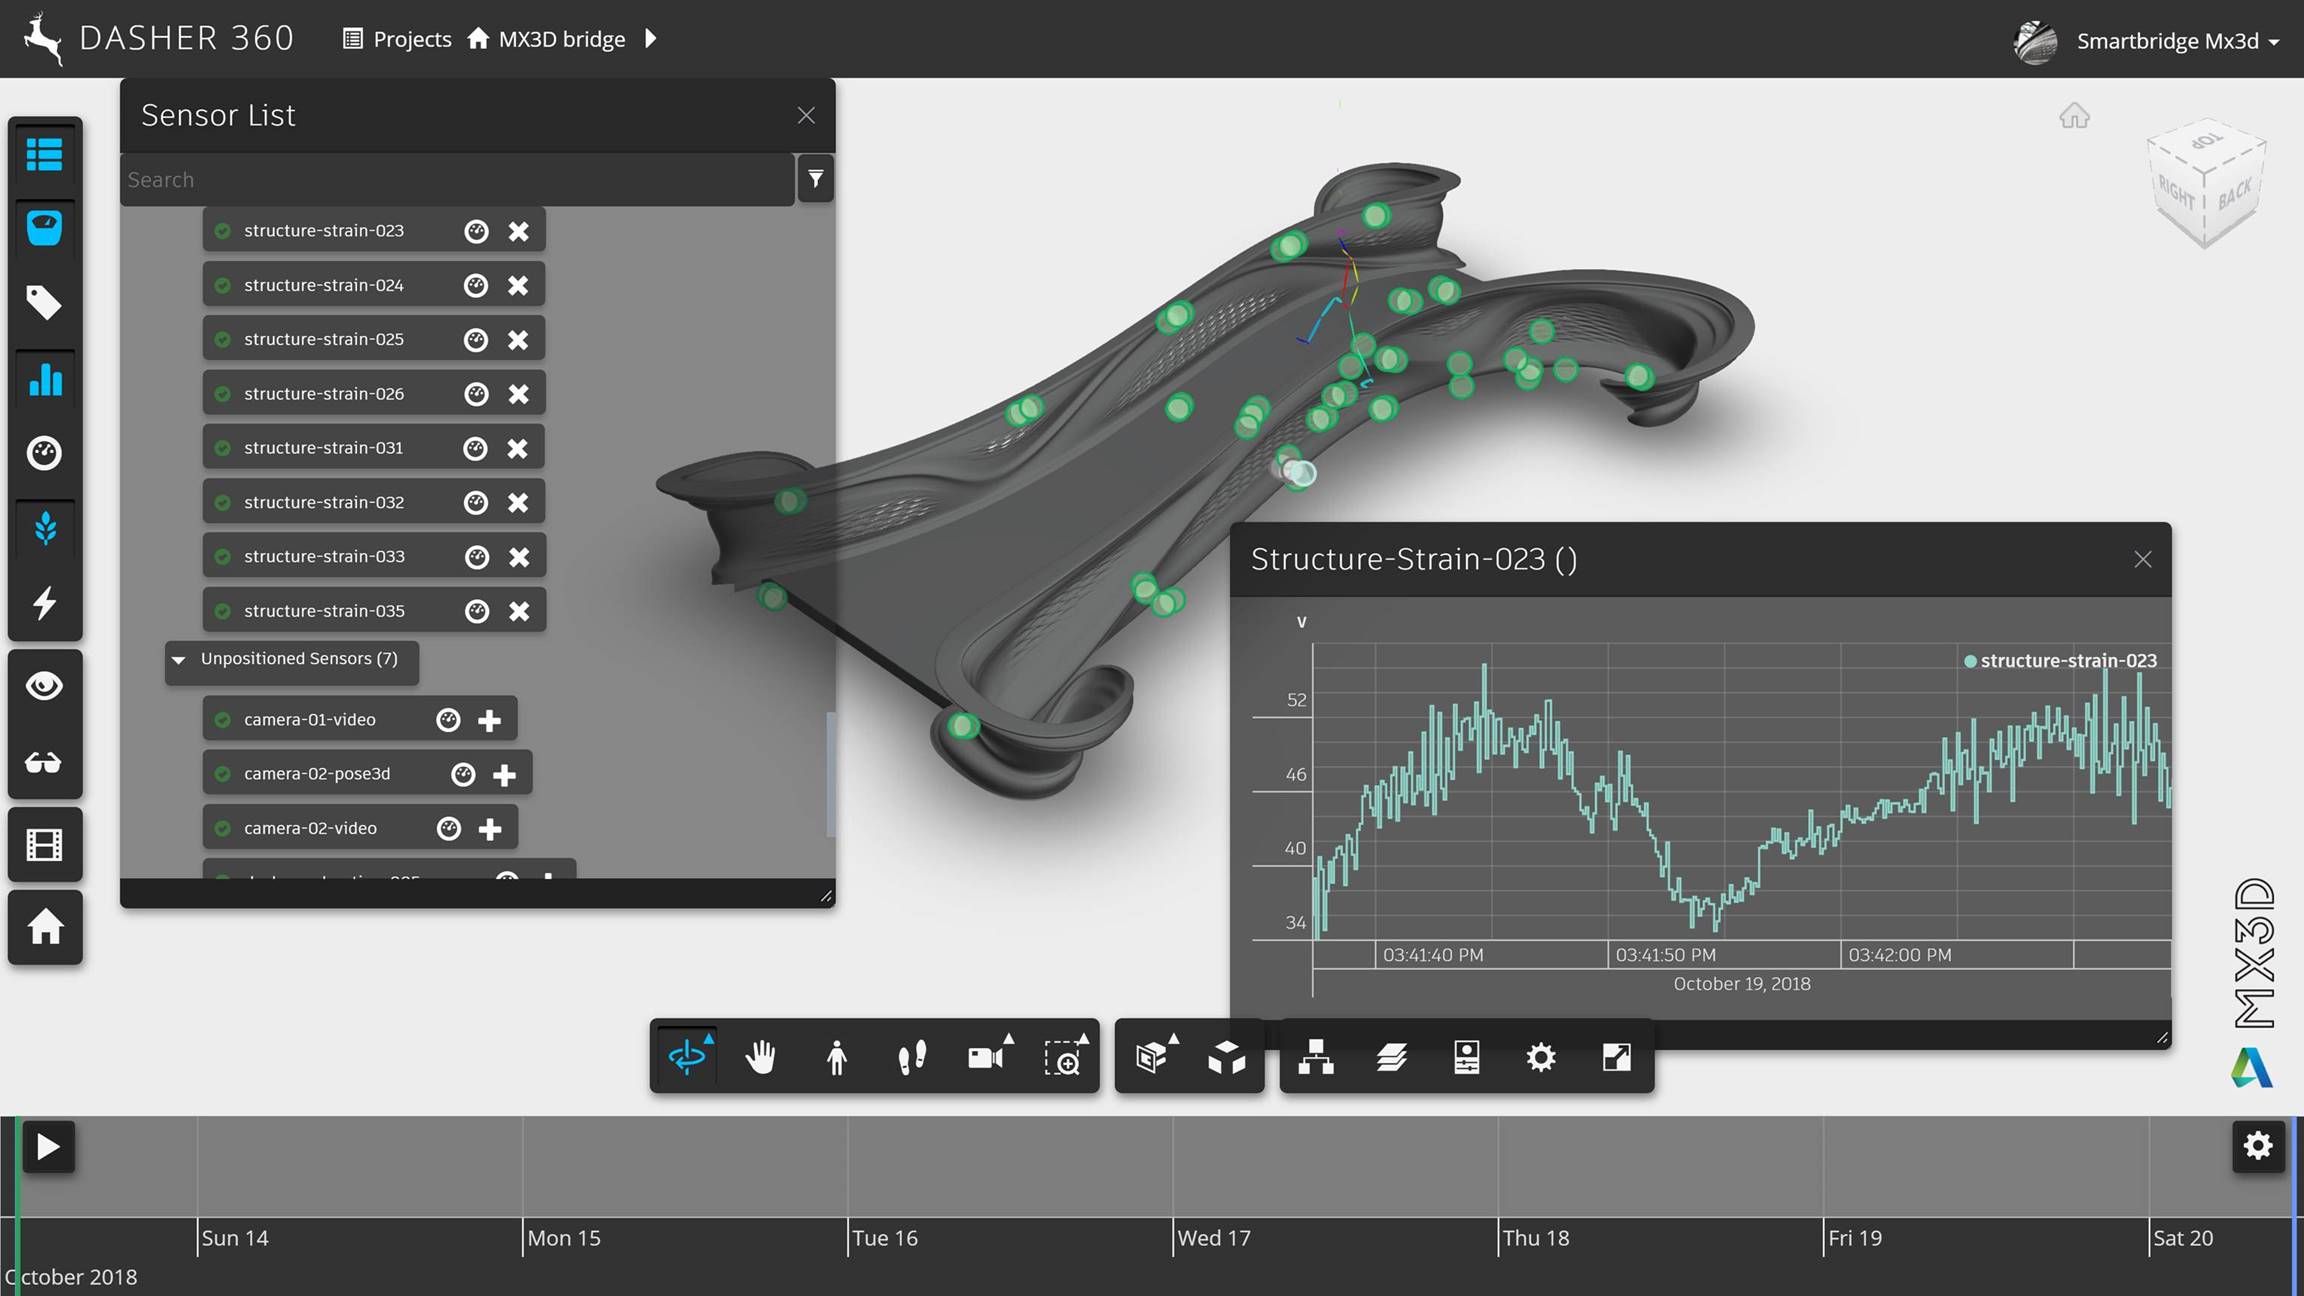 DASHER 360
Projects
MX3D bridge
Smartbridge Mx3d
Sensor List
Search
structure-strain-023
structure-strain-024
structure-strain-025
structure-strain-026
structure-strain-031
structure-strain-032
structure-strain-033
structure-strain-035
Unpositioned Sensors (7)
camera-01-video
camera-02-pose3d
camera-02-video
TOP
RIGHT
BACK
Structure-Strain-023 ()
V
structure-strain-023
52
46
40
34
03:41:40 PM
03:41:50 PM
03:42:00 PM
October 19, 2018
MX3D
Sun 14
Mon 15
Tue 16
Wed 17
Thu 18
Fri 19
Sat 20
October 2018